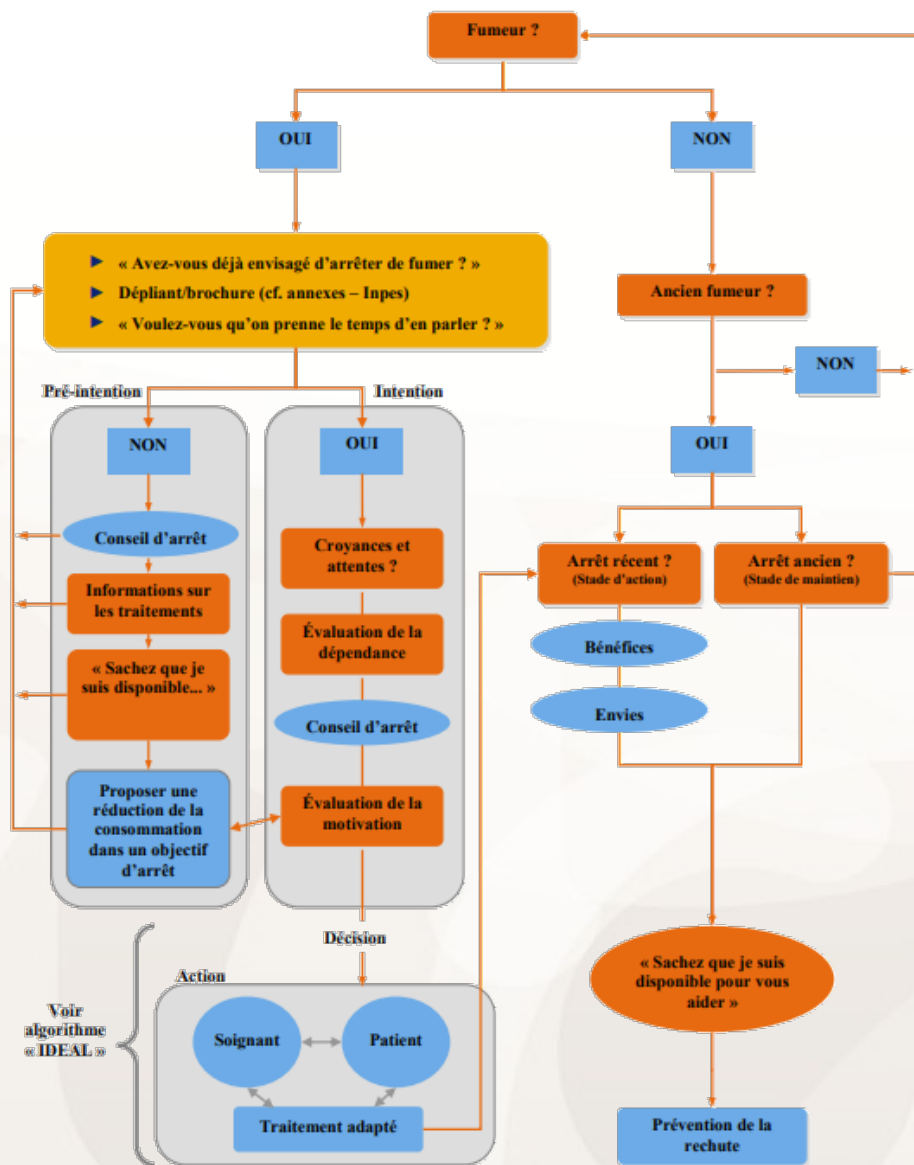 Fumeur ?
OUI
NON
► « Avez-vous déjà envisagé d'arrêter de fumer ? »
► Dépliant/brochure (cf. annexes – Inpes)
► « Voulez-vous qu'on prenne le temps d'en parler ? »
Ancien fumeur ?
NON
OUI
Pré-intention
NON
Conseil d'arrêt
Informations sur
les traitements
« Sachez que je
suis disponible... »
Proposer une
réduction de la
consommation
dans un objectif
d'arrêt
Intention
OUI
Croyances et
attentes ?
Évaluation de la
dépendance
Conseil d'arrêt
Évaluation de la
motivation
Arrêt récent ?
(Stade d'action)
Bénéfices
Envies
Arrêt ancien ?
(Stade de maintien)
Décision
Action
Voir
algorithme
« IDEAL »
Soignant
Patient
Traitement adapté
« Sachez que je suis
disponible pour vous
aider »
Prévention de la
rechute